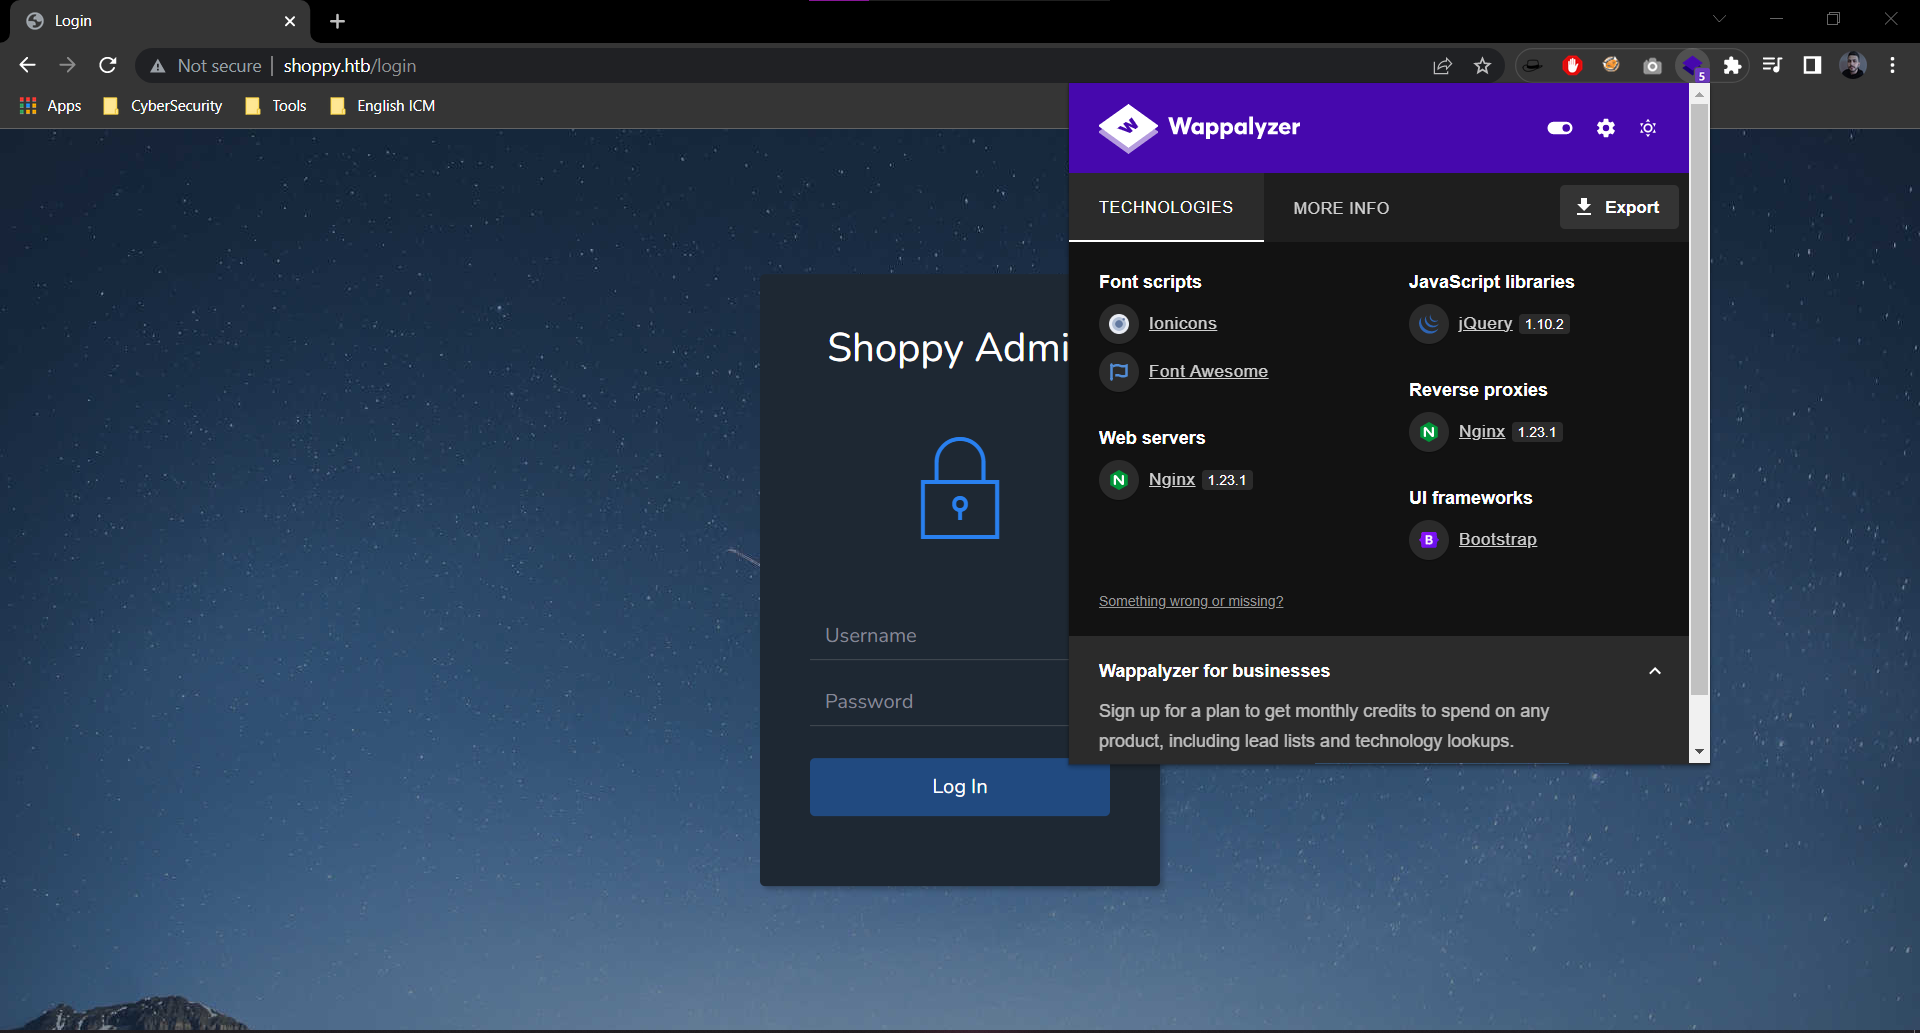 Login
Not secure
shoppy.htb/login
5
Apps
CyberSecurity
Tools
English ICM
Wappalyzer
TECHNOLOGIES
MORE INFO
Export
Font scripts
Ionicons
Font Awesome
Web servers
Nginx 1.23.1
JavaScript libraries
jQuery 1.10.2
Reverse proxies
Nginx 1.23.1
UI frameworks
Bootstrap
Something wrong or missing?
Wappalyzer for businesses
Sign up for a plan to get monthly credits to spend on any
product, including lead lists and technology lookups.
Shoppy Admi
Username
Password
Log In